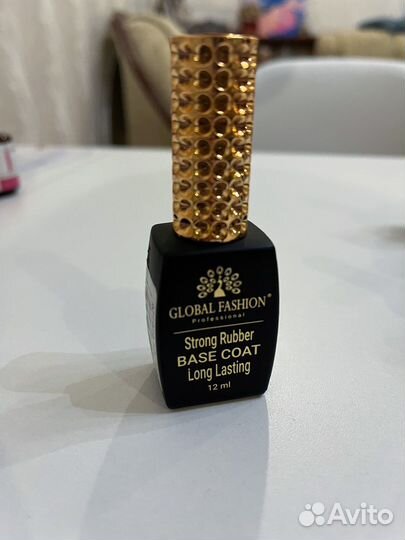 GLOBAL FASHION®
Professional
Strong Rubber
BASE COAT
Long Lasting
12 ml
Avito